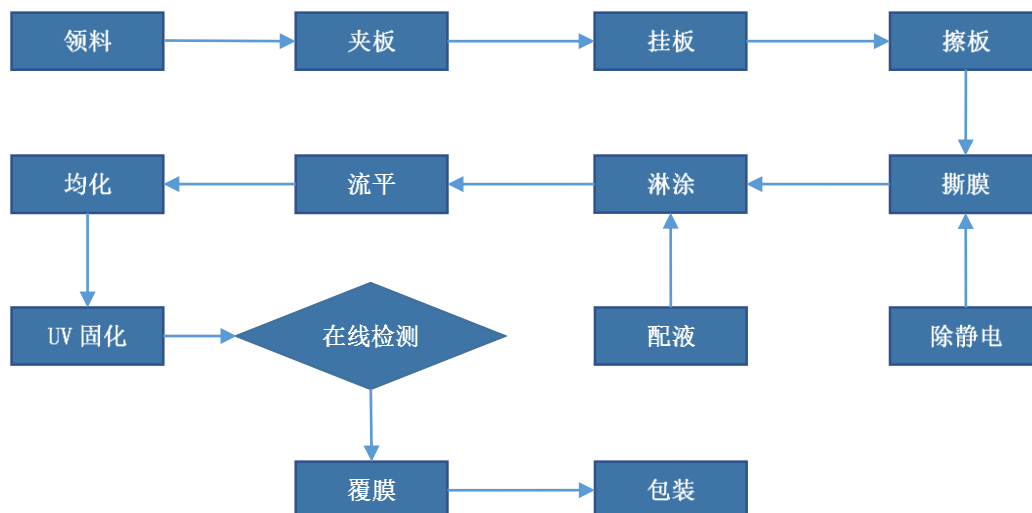 领料
夹板
挂板
擦板
均化
流平
淋涂
撕膜
UV 固化
在线检测
配液
除静电
覆膜
包装